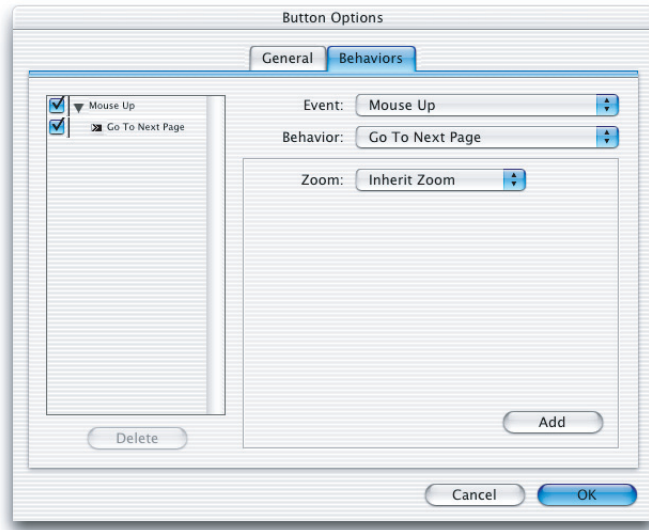 Button Options
General Behaviors
Mouse Up
Go To Next Page
Event: Mouse Up
Behavior: Go To Next Page
Zoom: Inherit Zoom
Add
Delete
Cancel OK